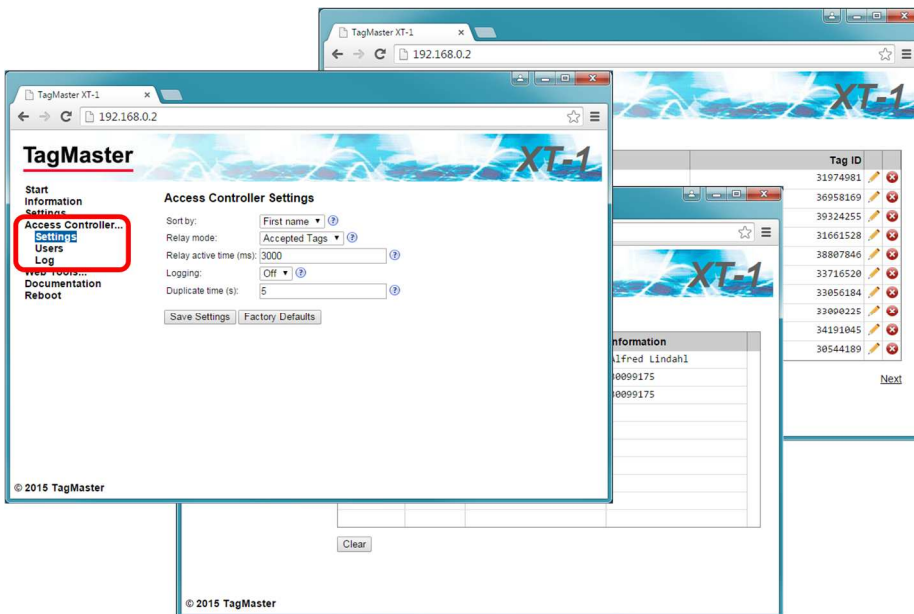 TagMaster XT-1
192.168.0.2
XT-1
Tag ID
31974981
36958169
39324255
31661528
38807846
33716520
33056184
33090225
34191045
30544189
Next
TagMaster XT-1
192.168.0.2
TagMaster
XT-1
Start
Information
Settings
Access Controller...
Settings
Users
Log
Web Tools...
Documentation
Reboot
Access Controller Settings
Sort by: First name
Relay mode: Accepted Tags
Relay active time (ms): 3000
Logging: Off
Duplicate time (s): 5
Save Settings Factory Defaults
© 2015 TagMaster
XT-1
Information
Alfred Lindahl
30099175
30099175
Clear
© 2015 TagMaster